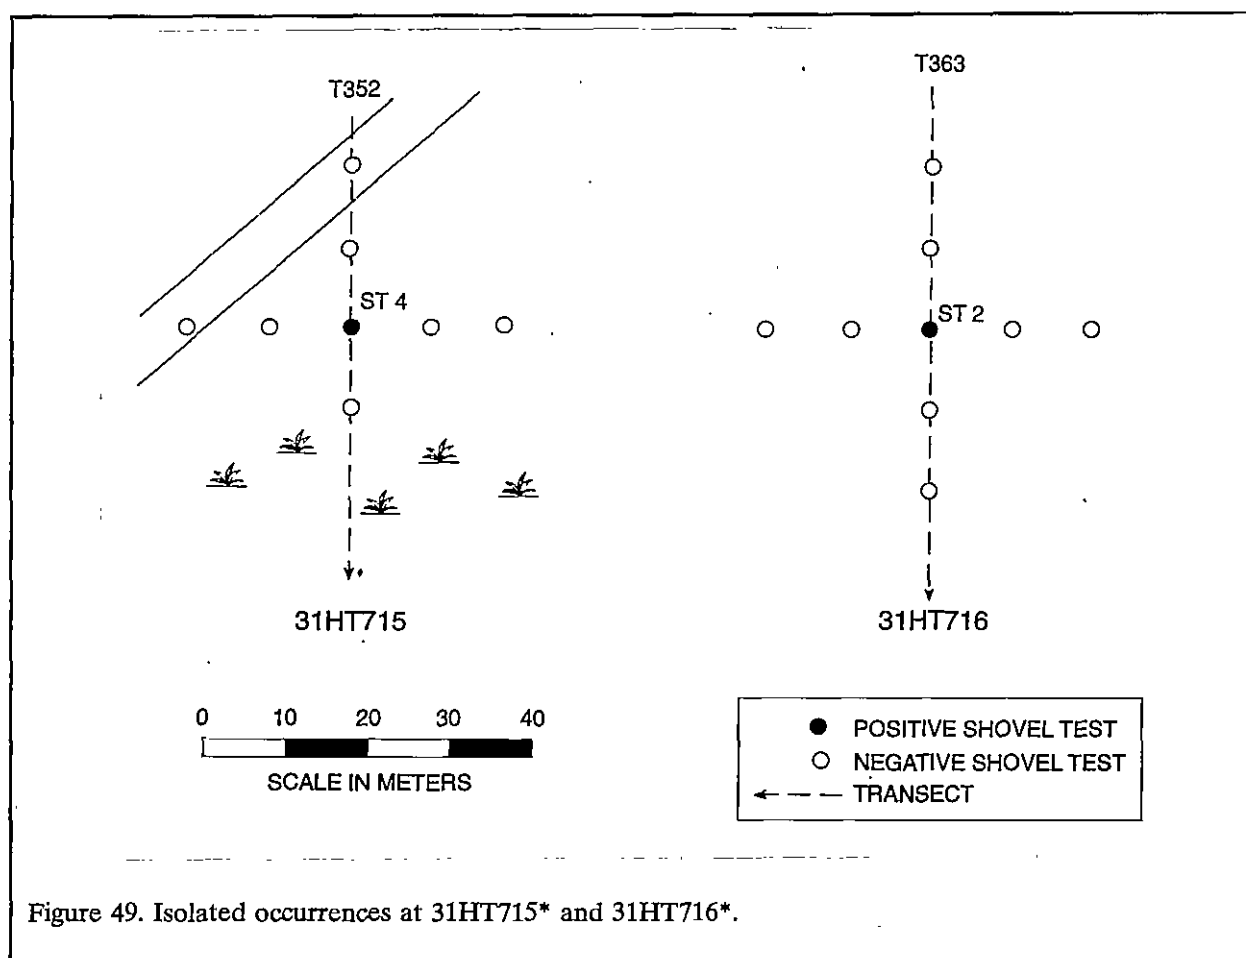 T352
T363
ST 4
ST 2
31HT715
31HT716
0 10 20 30 40
SCALE IN METERS
POSITIVE SHOVEL TEST
NEGATIVE SHOVEL TEST
TRANSECT
Figure 49. Isolated occurrences at 31HT715* and 31HT716*.